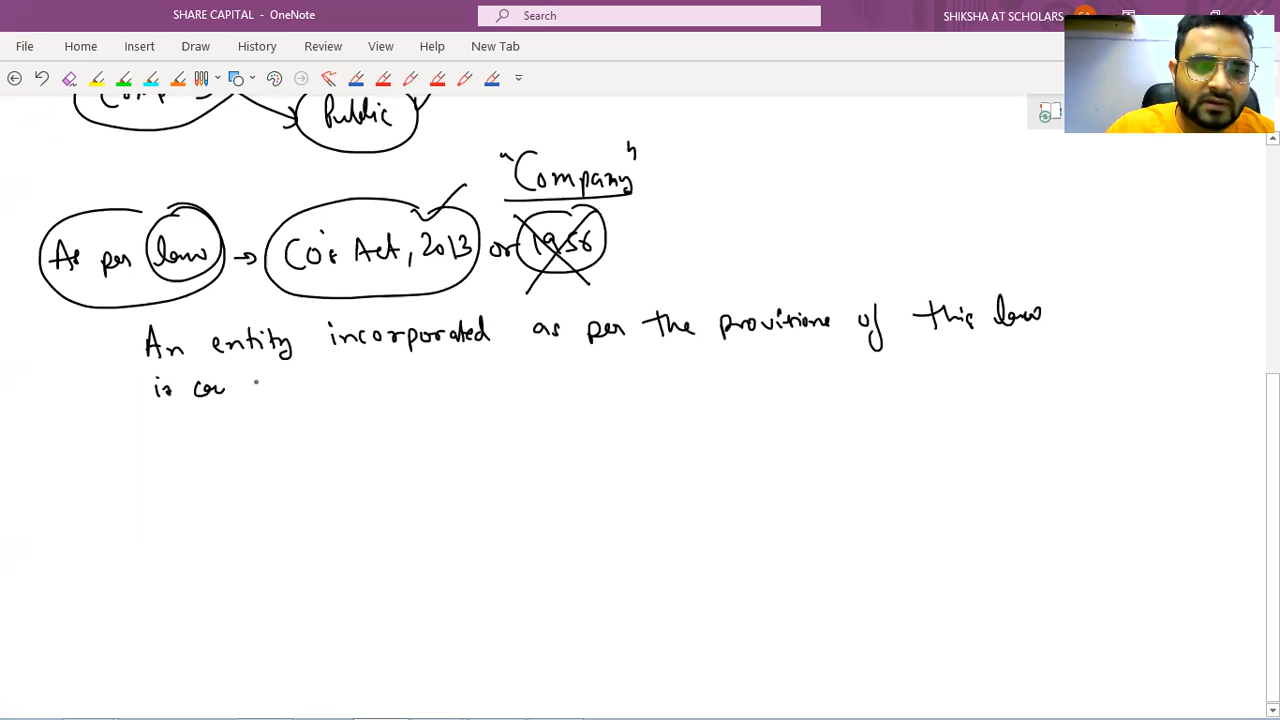 SHARE CAPITAL - OneNote
Search
SHIKSHA AT SCHOLARS
File Home Insert Draw History Review View Help New Tab
Public
"Company"
As per law → Co's Act, 2013 or 1956
An entity incorporated as per the provisions of this law
is